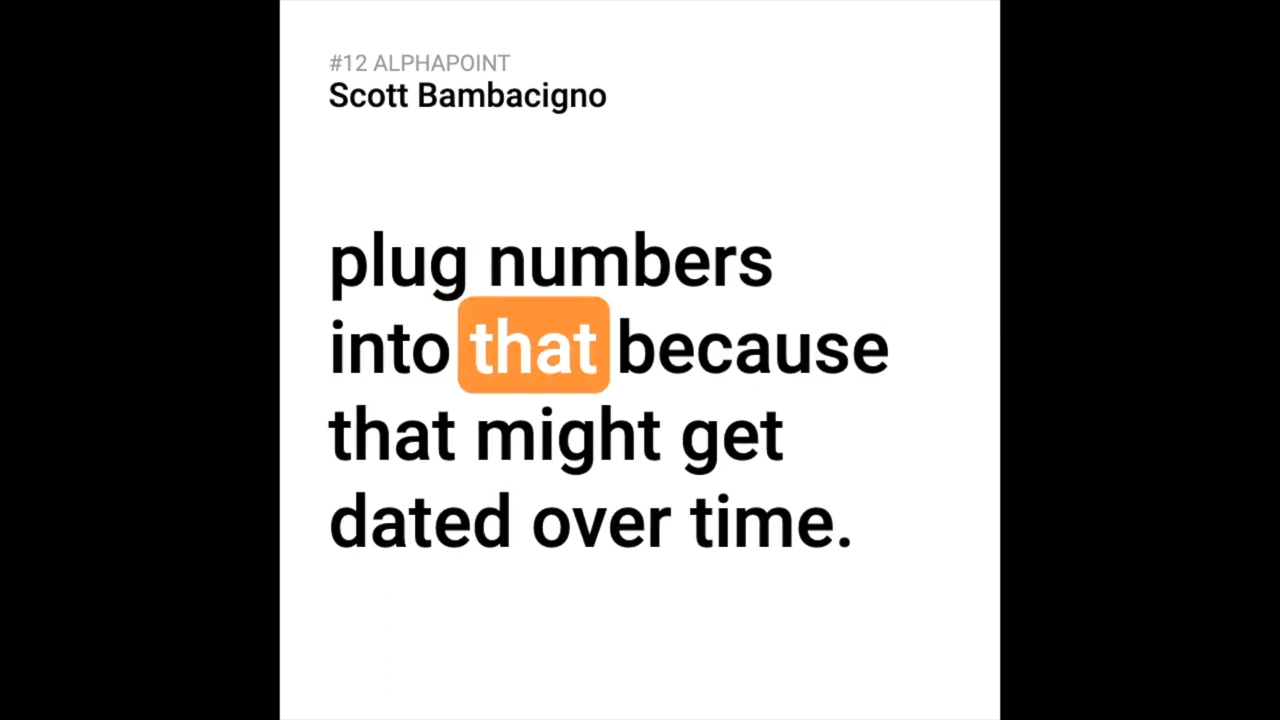 #12 ALPHAPOINT
Scott Bambacigno
plug numbers
into that because
that might get
dated over time.